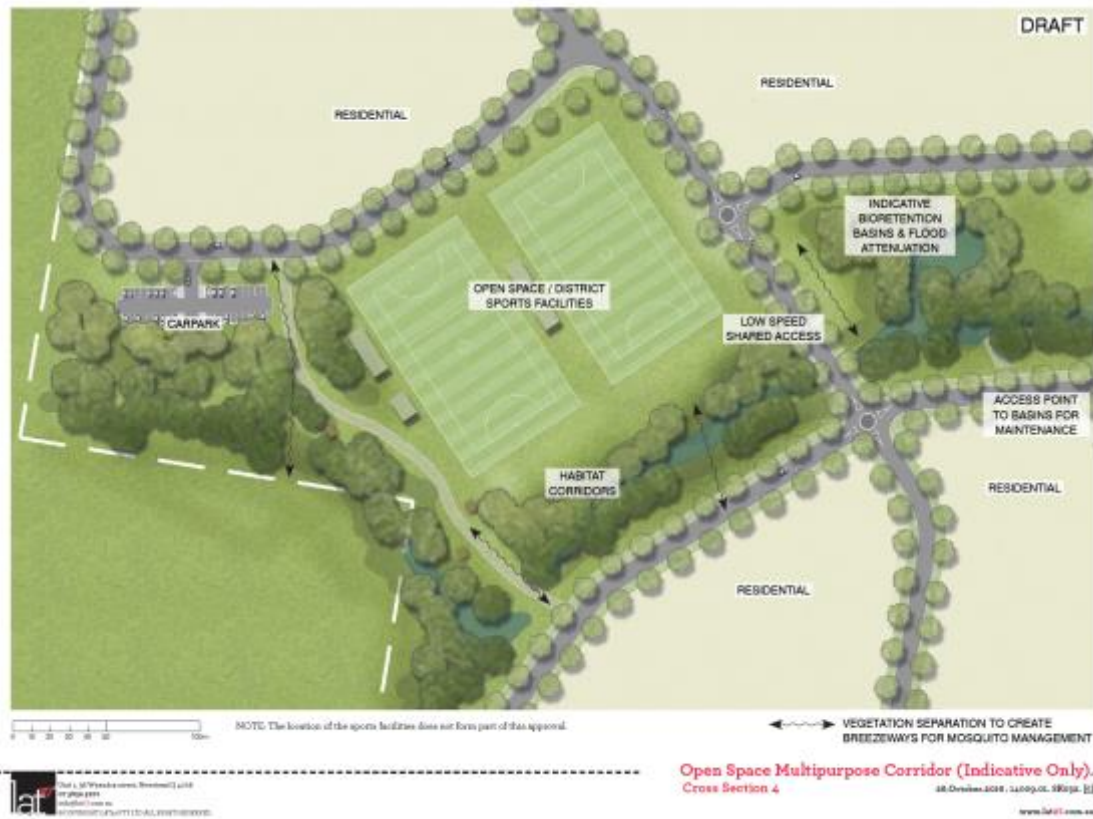 DRAFT
RESIDENTIAL
RESIDENTIAL
INDICATIVE
BIORETENTION
BASINS & FLOOD
ATTENUATION
OPEN SPACE / DISTRICT
SPORTS FACILITIES
CARPARK
LOW SPEED
SHARED ACCESS
ACCESS POINT
TO BASINS FOR
MAINTENANCE
HABITAT
CORRIDORS
RESIDENTIAL
RESIDENTIAL
NOTE: The location of the sports facilities does not form part of this approval.
VEGETATION SEPARATION TO CREATE
BREEZEWAYS FOR MOSQUITO MANAGEMENT
Open Space Multipurpose Corridor (Indicative Only).
Cross Section 4
lat